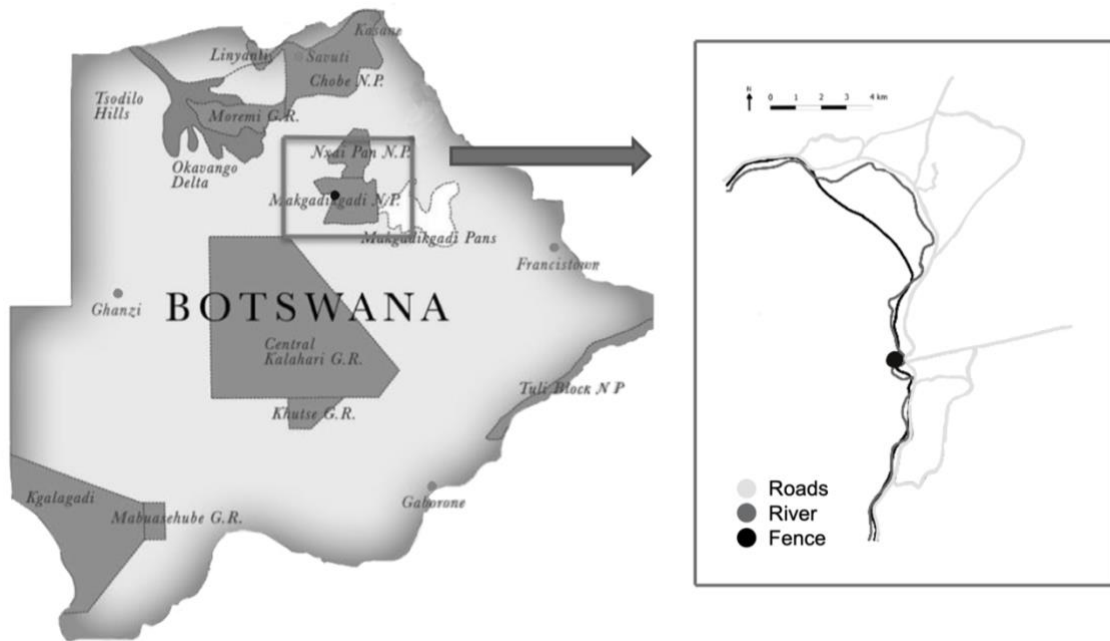 Kasane
Linyanti
Savuti
Chobe N.P.
Tsodilo
Hills
Moremi G.R.
Okavango
Delta
Nxai Pan N.P.
Makgadikgadi N/P.
Makgadikgadi Pans
Francistown
Ghanzi
BOTSWANA
Central
Kalahari G.R.
Tuli Block N P
Khutse G.R.
Kgalagadi
Mabuasehube G.R.
Gaborone
N
0 1 2 3 4 km
Roads
River
Fence